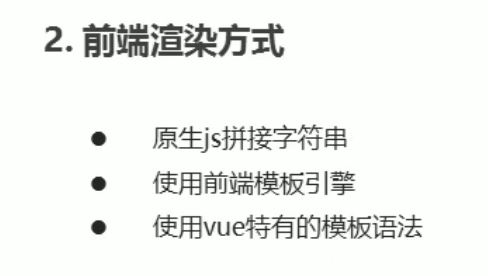 2. 前端渲染方式
● 原生js拼接字符串
● 使用前端模板引擎
● 使用vue特有的模板语法